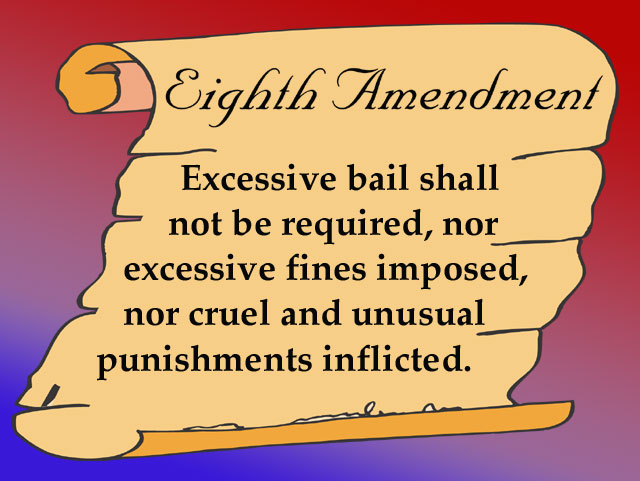 Eighth Amendment
Excessive bail shall
not be required, nor
excessive fines imposed,
nor cruel and unusual
punishments inflicted.